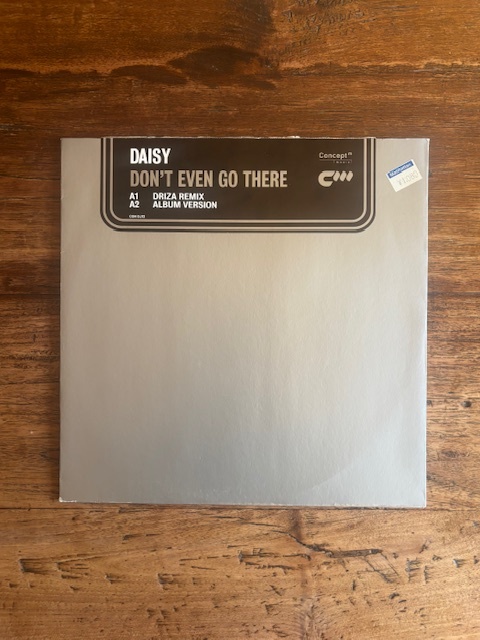 DAISY
DON'T EVEN GO THERE
A1 DRIZA REMIX
A2 ALBUM VERSION
Concept